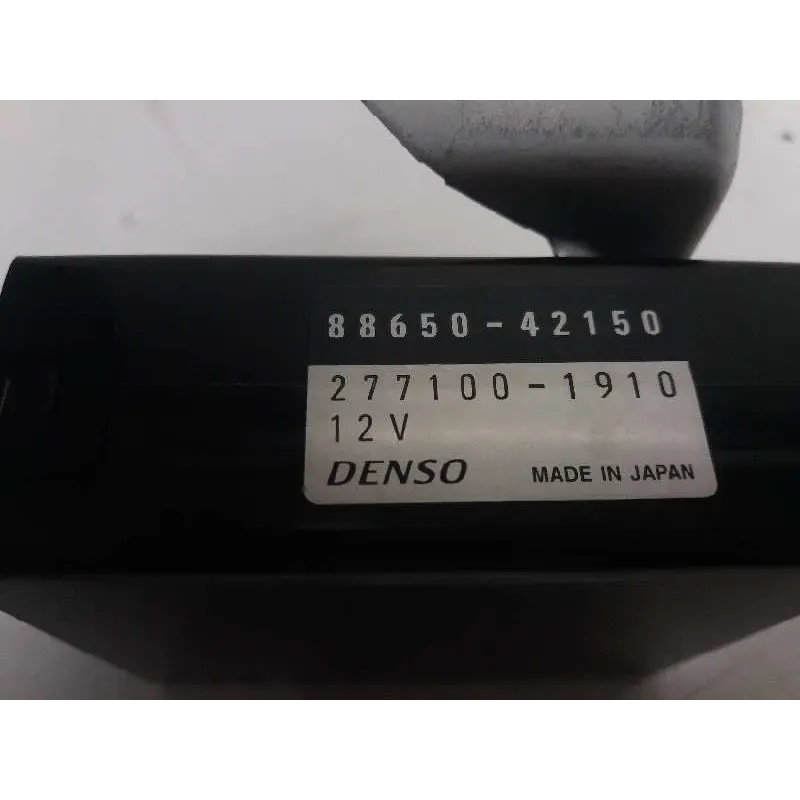 88650-42150
277100-1910
12V
DENSO MADE IN JAPAN